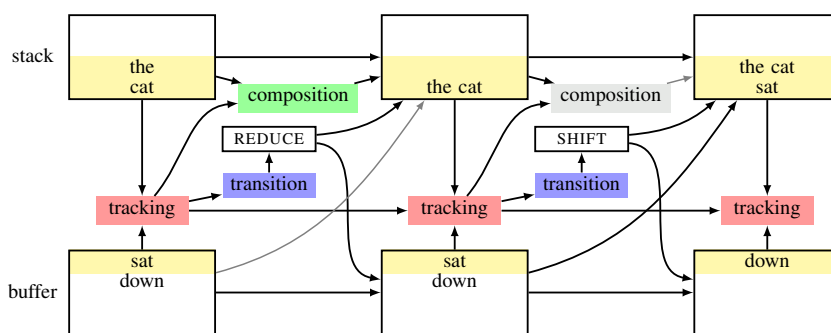 stack
the
cat
the cat
the cat
sat
composition
composition
REDUCE
SHIFT
transition
transition
tracking
tracking
tracking
buffer
sat
down
sat
down
down